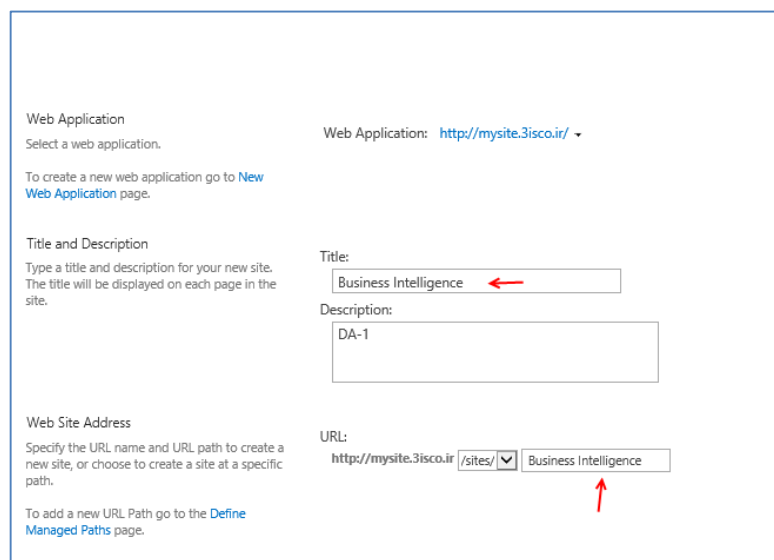 Web Application
Select a web application.
To create a new web application go to New
Web Application page.
Web Application: http://mysite.3isco.ir/
Title and Description
Type a title and description for your new site.
The title will be displayed on each page in the
site.
Title:
Business Intelligence
Description:
DA-1
Web Site Address
Specify the URL name and URL path to create a
new site, or choose to create a site at a specific
path.
To add a new URL Path go to the Define
Managed Paths page.
URL:
http://mysite.3isco.ir /sites/ Business Intelligence